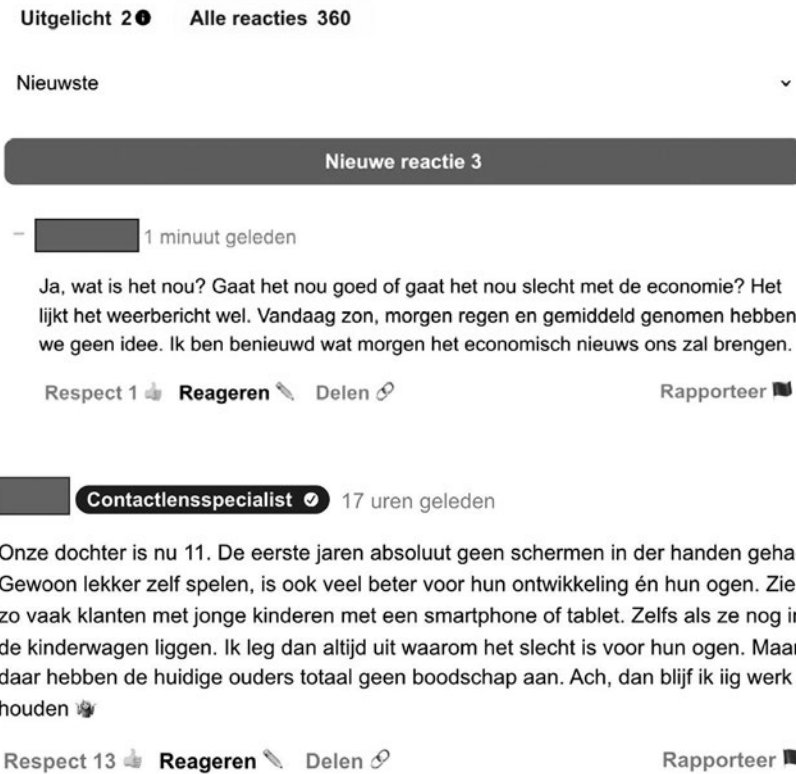 Uitgelicht 2
Alle reacties 360
Nieuwste
Nieuwe reactie 3
1 minuut geleden
Ja, wat is het nou? Gaat het nou goed of gaat het nou slecht met de economie? Het
lijkt het weerbericht wel. Vandaag zon, morgen regen en gemiddeld genomen hebben
we geen idee. Ik ben benieuwd wat morgen het economisch nieuws ons zal brengen.
Respect 1 Reageren Delen Rapporteer
Contactlensspecialist 17 uren geleden
Onze dochter is nu 11. De eerste jaren absoluut geen schermen in der handen geha
Gewoon lekker zelf spelen, is ook veel beter voor hun ontwikkeling én hun ogen. Zie
zo vaak klanten met jonge kinderen met een smartphone of tablet. Zelfs als ze nog in
de kinderwagen liggen. Ik leg dan altijd uit waarom het slecht is voor hun ogen. Maar
daar hebben de huidige ouders totaal geen boodschap aan. Ach, dan blijf ik iig werk
houden
Respect 13 Reageren Delen Rapporteer